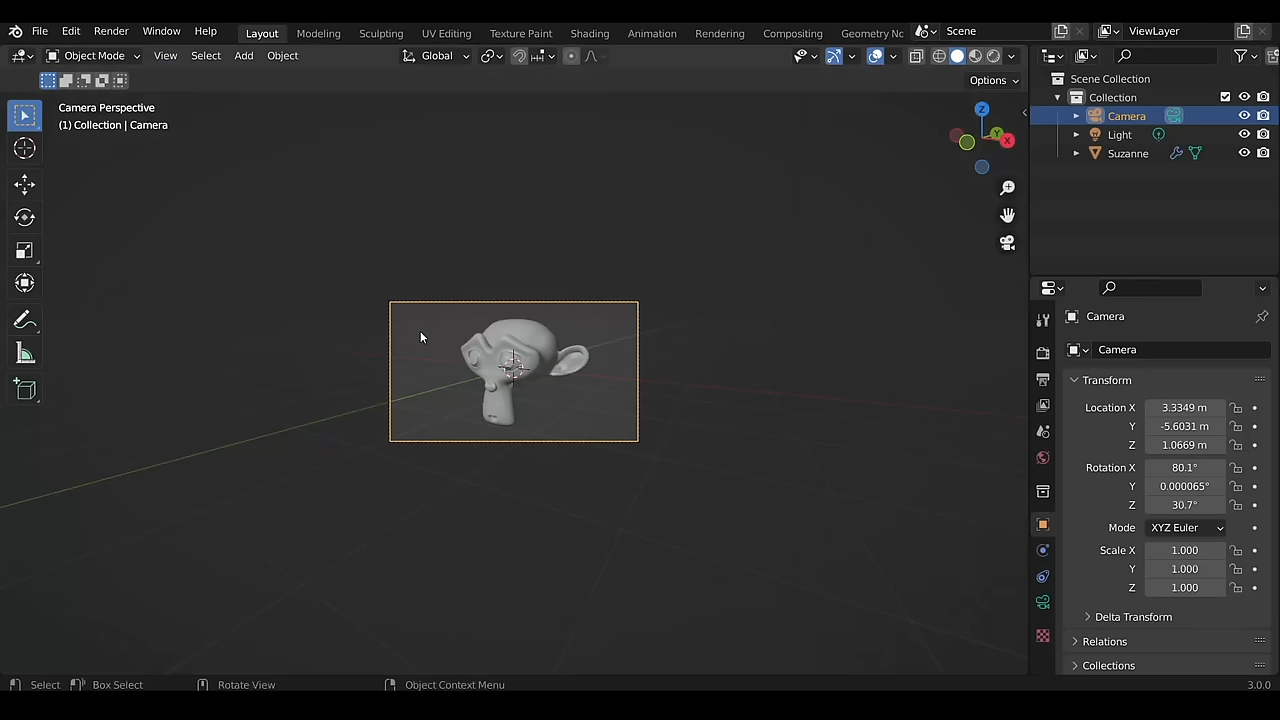 File Edit Render Window Help Layout Modeling Sculpting UV Editing Texture Paint Shading Animation Rendering Compositing Geometry Nc Scene ViewLayer
Object Mode View Select Add Object Global
Options
Camera Perspective
(1) Collection | Camera
Z
Y
X
Scene Collection
Collection
Camera
Light
Suzanne
Camera
Camera
Transform
Location X 3.3349 m
Y -5.6031 m
Z 1.0669 m
Rotation X 80.1°
Y 0.000065°
Z 30.7°
Mode XYZ Euler
Scale X 1.000
Y 1.000
Z 1.000
Delta Transform
Relations
Collections
Select Box Select Rotate View Object Context Menu 3.0.0